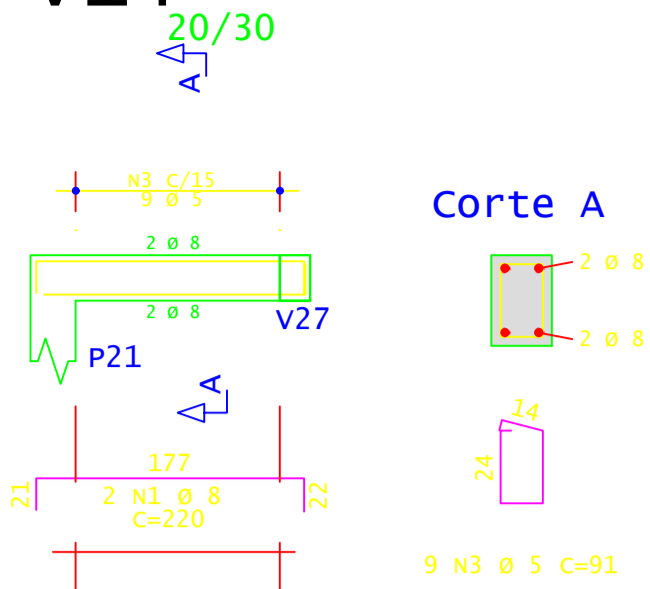 20/30
A
N3 C/15
9 Ø 5
2 Ø 8
2 Ø 8
V27
P21
A
177
21
2 N1 Ø 8
22
C=220
Corte A
2 Ø 8
2 Ø 8
14
24
9 N3 Ø 5 C=91